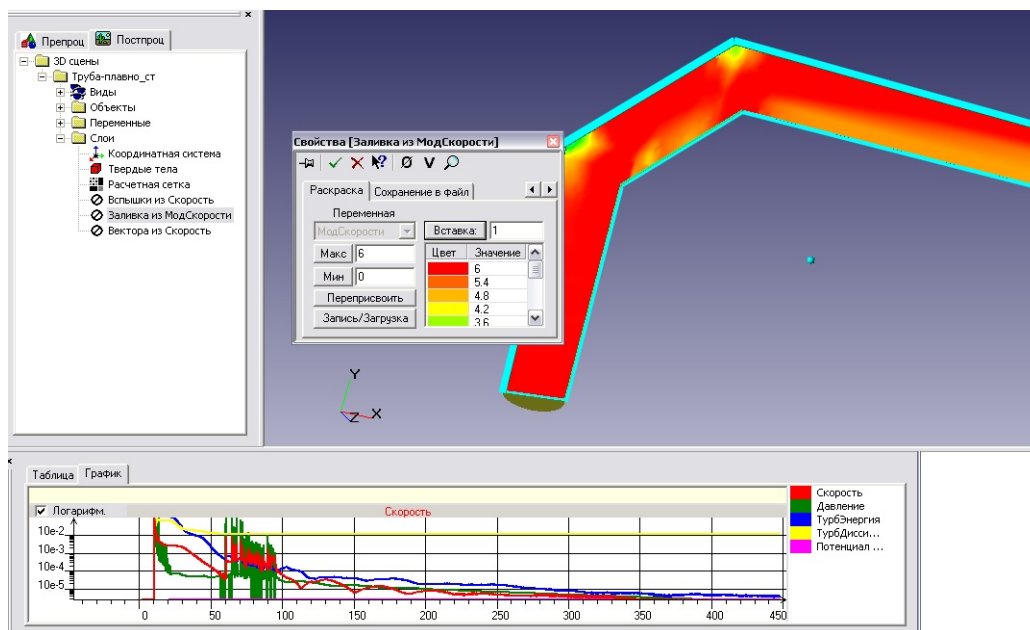 Препроц Постпроц
3D сцены
Труба-плавно_ст
Виды
Объекты
Переменные
Слои
Координатная система
Твердые тела
Расчетная сетка
Вспышки из Скорость
Заливка из МодСкорости
Вектора из Скорость
Свойства [Заливка из МодСкорости]
Раскраска Сохранение в файл
Переменная
МодСкорости Вставка: 1
Макс 6 Цвет Значение
6
Мин 0 5.4
Переприсвоить 4.8
4.2
Запись/Загрузка 3.6
Y
Z X
Таблица График
Логарифм. Скорость
10e-2
10e-3
10e-4
10e-5
0 50 100 150 200 250 300 350 400 450
Скорость
Давление
ТурбЭнергия
ТурбДисси...
Потенциал ...